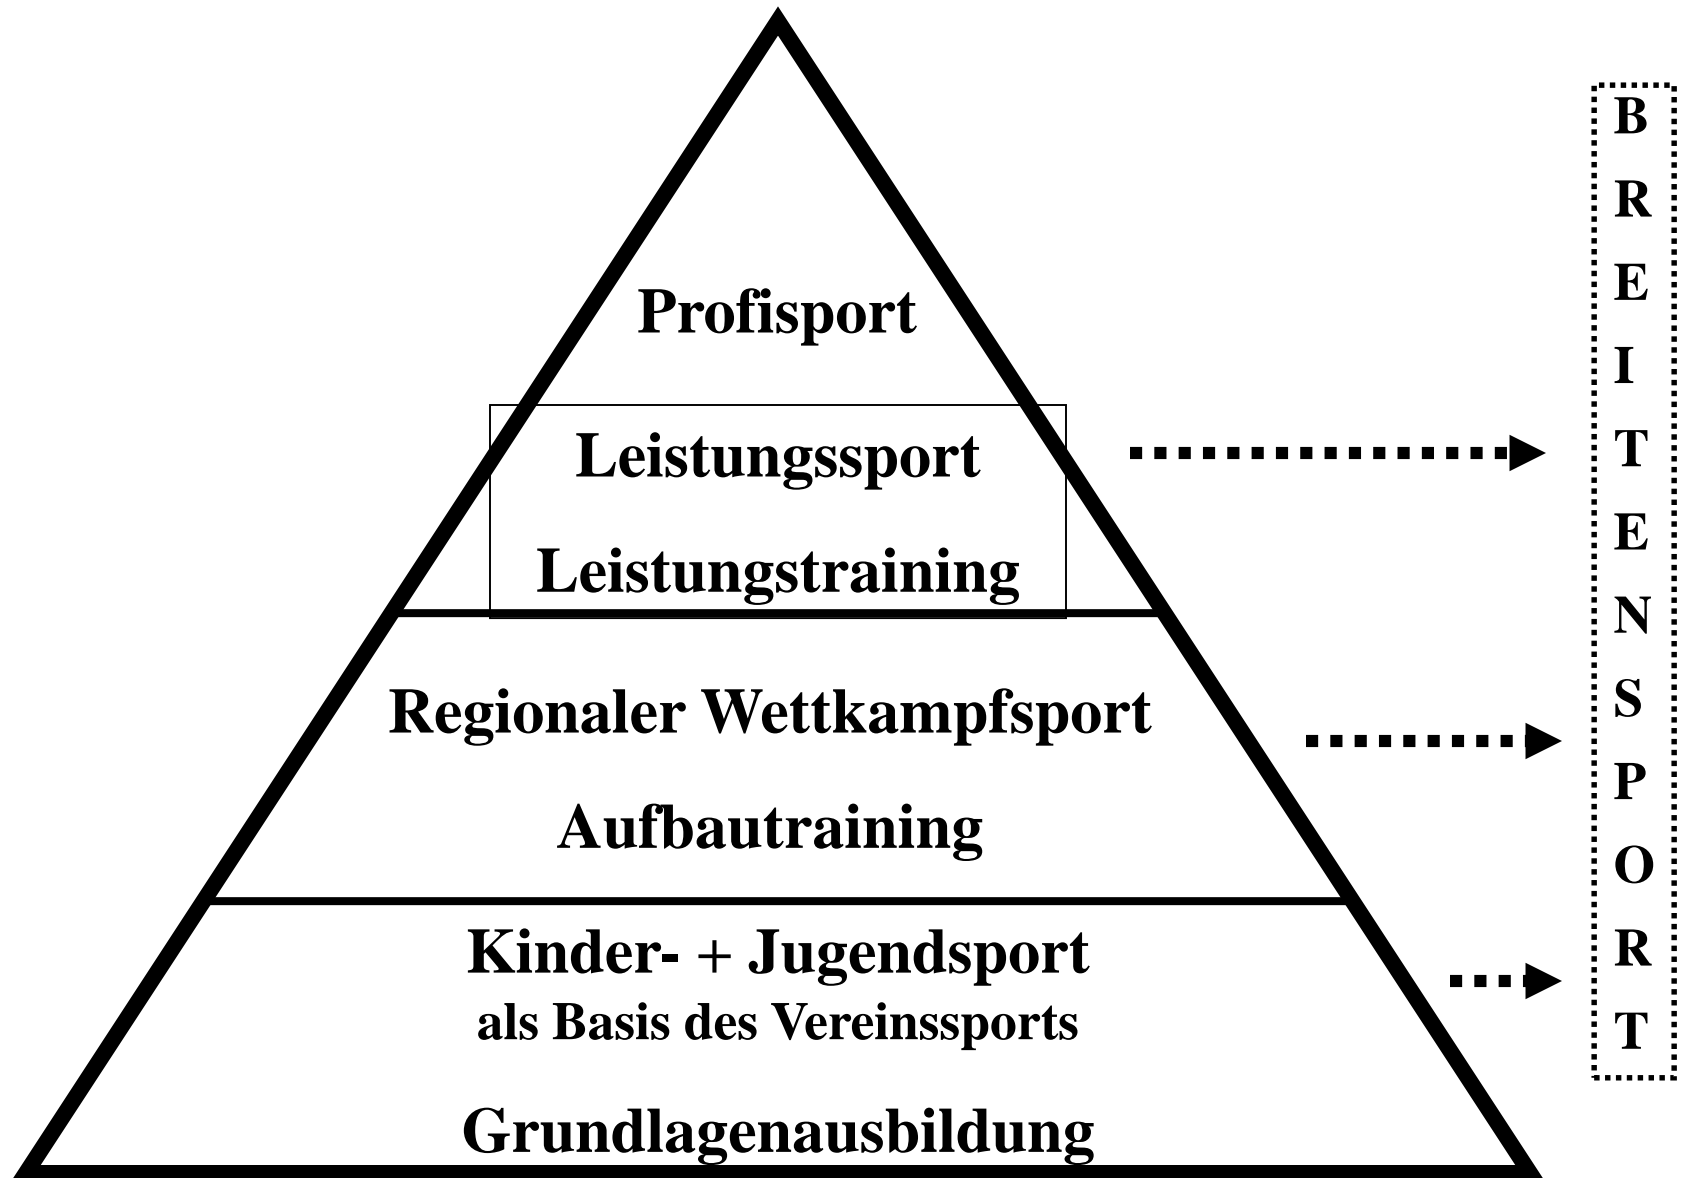 Profisport
Leistungssport
Leistungstraining
Regionaler Wettkampfsport
Aufbautraining
Kinder- + Jugendsport
als Basis des Vereinssports
Grundlagenausbildung
B
R
E
I
T
E
N
S
P
O
R
T